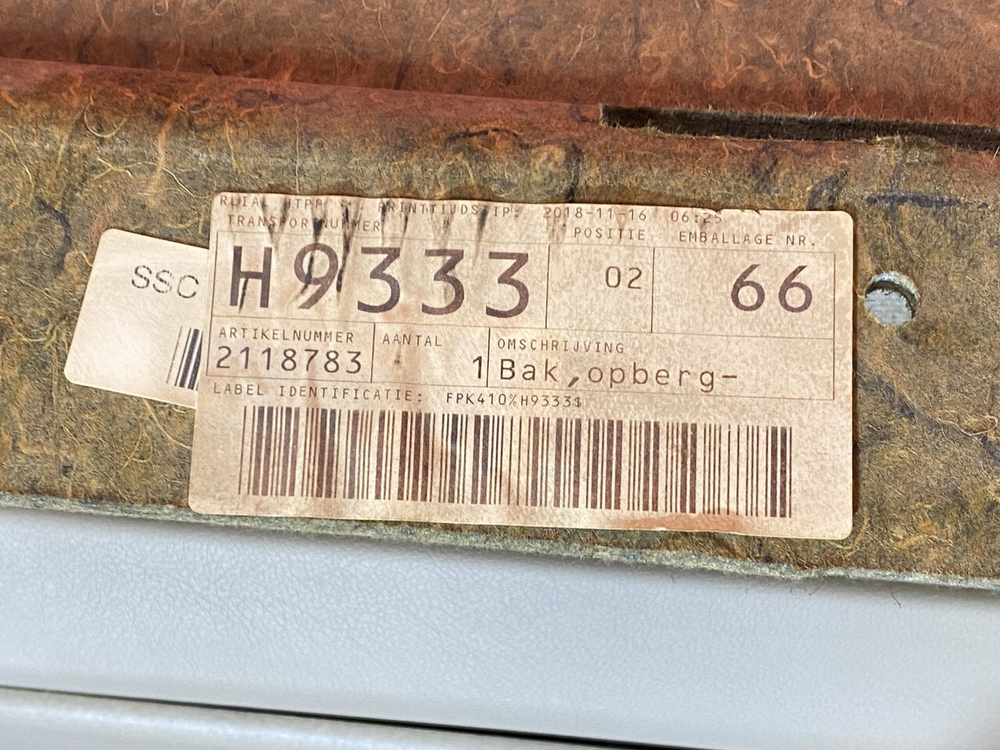 PRINTTIJDSTIP: 2018-11-16 06:25
TRANSPORTNUMMER POSITIE EMBALLAGE NR.
H9333 02 66
SSC
ARTIKELNUMMER AANTAL OMSCHRIJVING
2118783 1 Bak,opberg-
LABEL IDENTIFICATIE: FPK410%H9333$